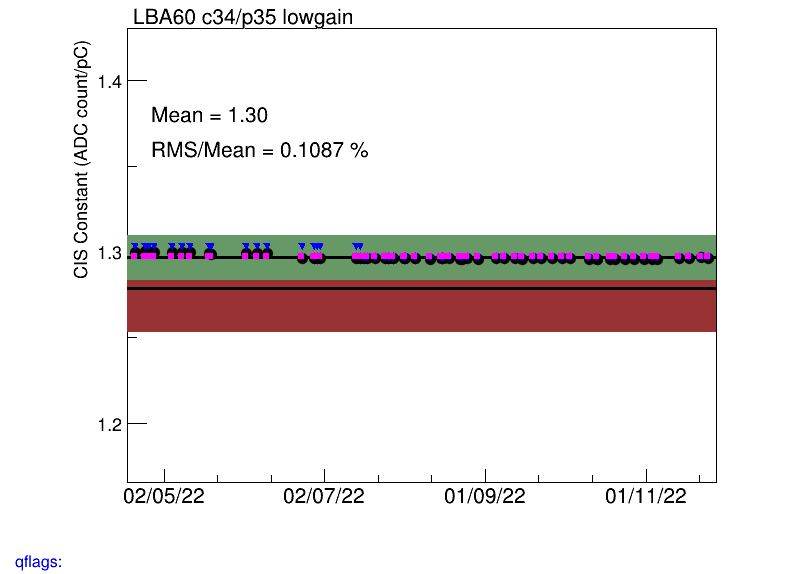 LBA60 c34/p35 lowgain
CIS Constant (ADC count/pC)
1.4
Mean = 1.30
RMS/Mean = 0.1087 %
1.3
1.2
02/05/22 02/07/22 01/09/22 01/11/22
qflags: